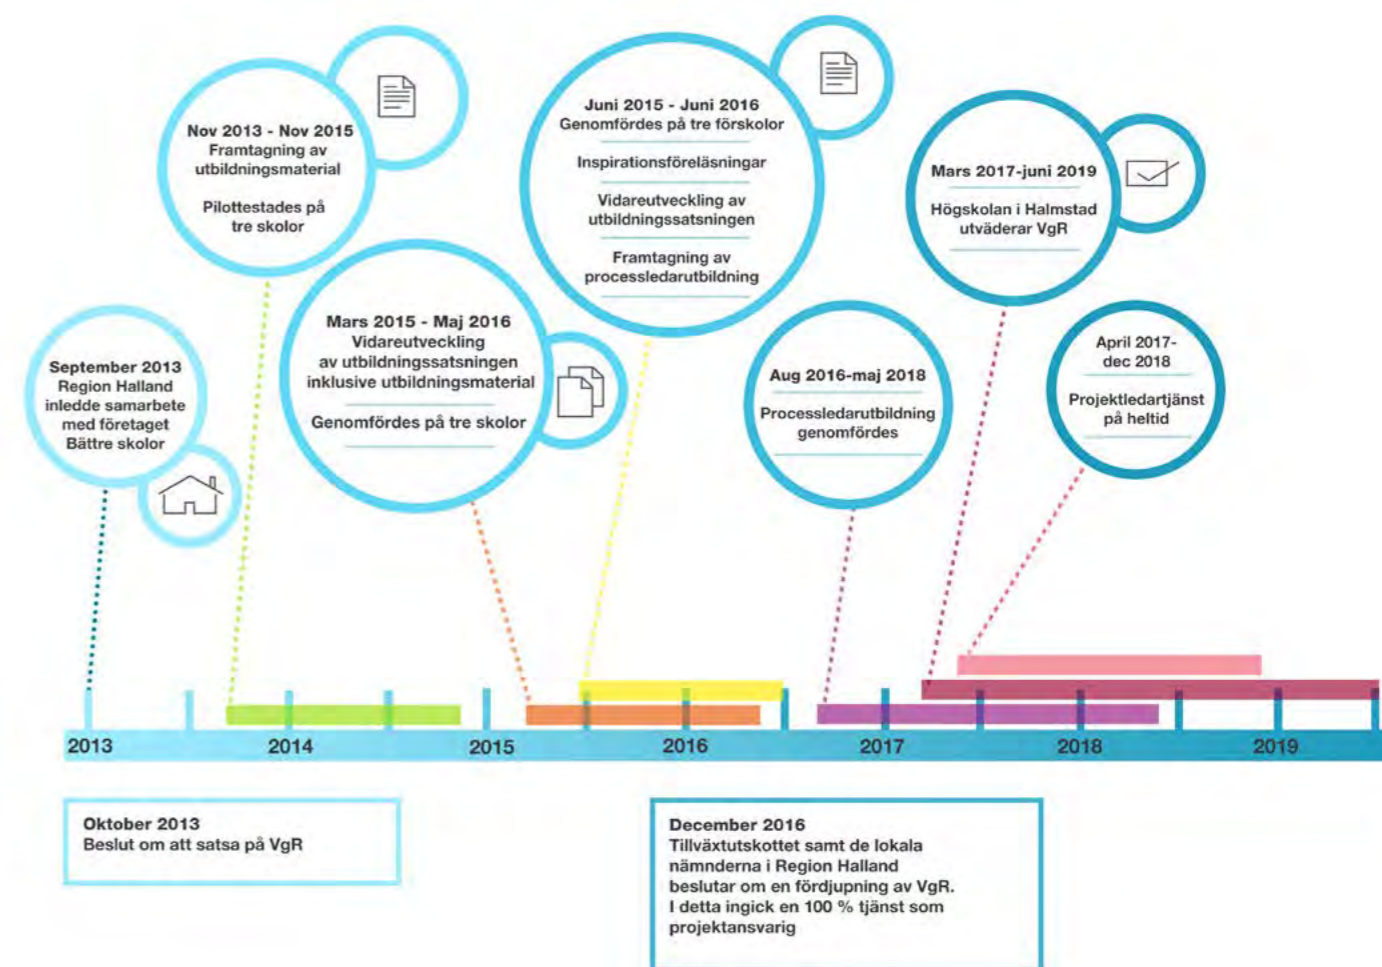 Nov 2013 - Nov 2015
Framtagning av
utbildningsmaterial
Pilottestades på
tre skolor
Juni 2015 - Juni 2016
Genomfördes på tre förskolor
Inspirationsföreläsningar
Vidareutveckling av
utbildningssatsningen
Framtagning av
processledarutbildning
Mars 2017-juni 2019
Högskolan i Halmstad
utväderar VgR
September 2013
Region Halland
inledde samarbete
med företaget
Bättre skolor
Mars 2015 - Maj 2016
Vidareutveckling
av utbildningssatsningen
inklusive utbildningsmaterial
Genomfördes på tre skolor
Aug 2016-maj 2018
Processledarutbildning
genomfördes
April 2017-
dec 2018
Projektledartjänst
på heltid
2013 2014 2015 2016 2017 2018 2019
Oktober 2013
Beslut om att satsa på VgR
December 2016
Tillväxtutskottet samt de lokala
nämnderna i Region Halland
beslutar om en fördjupning av VgR.
I detta ingick en 100 % tjänst som
projektansvarig